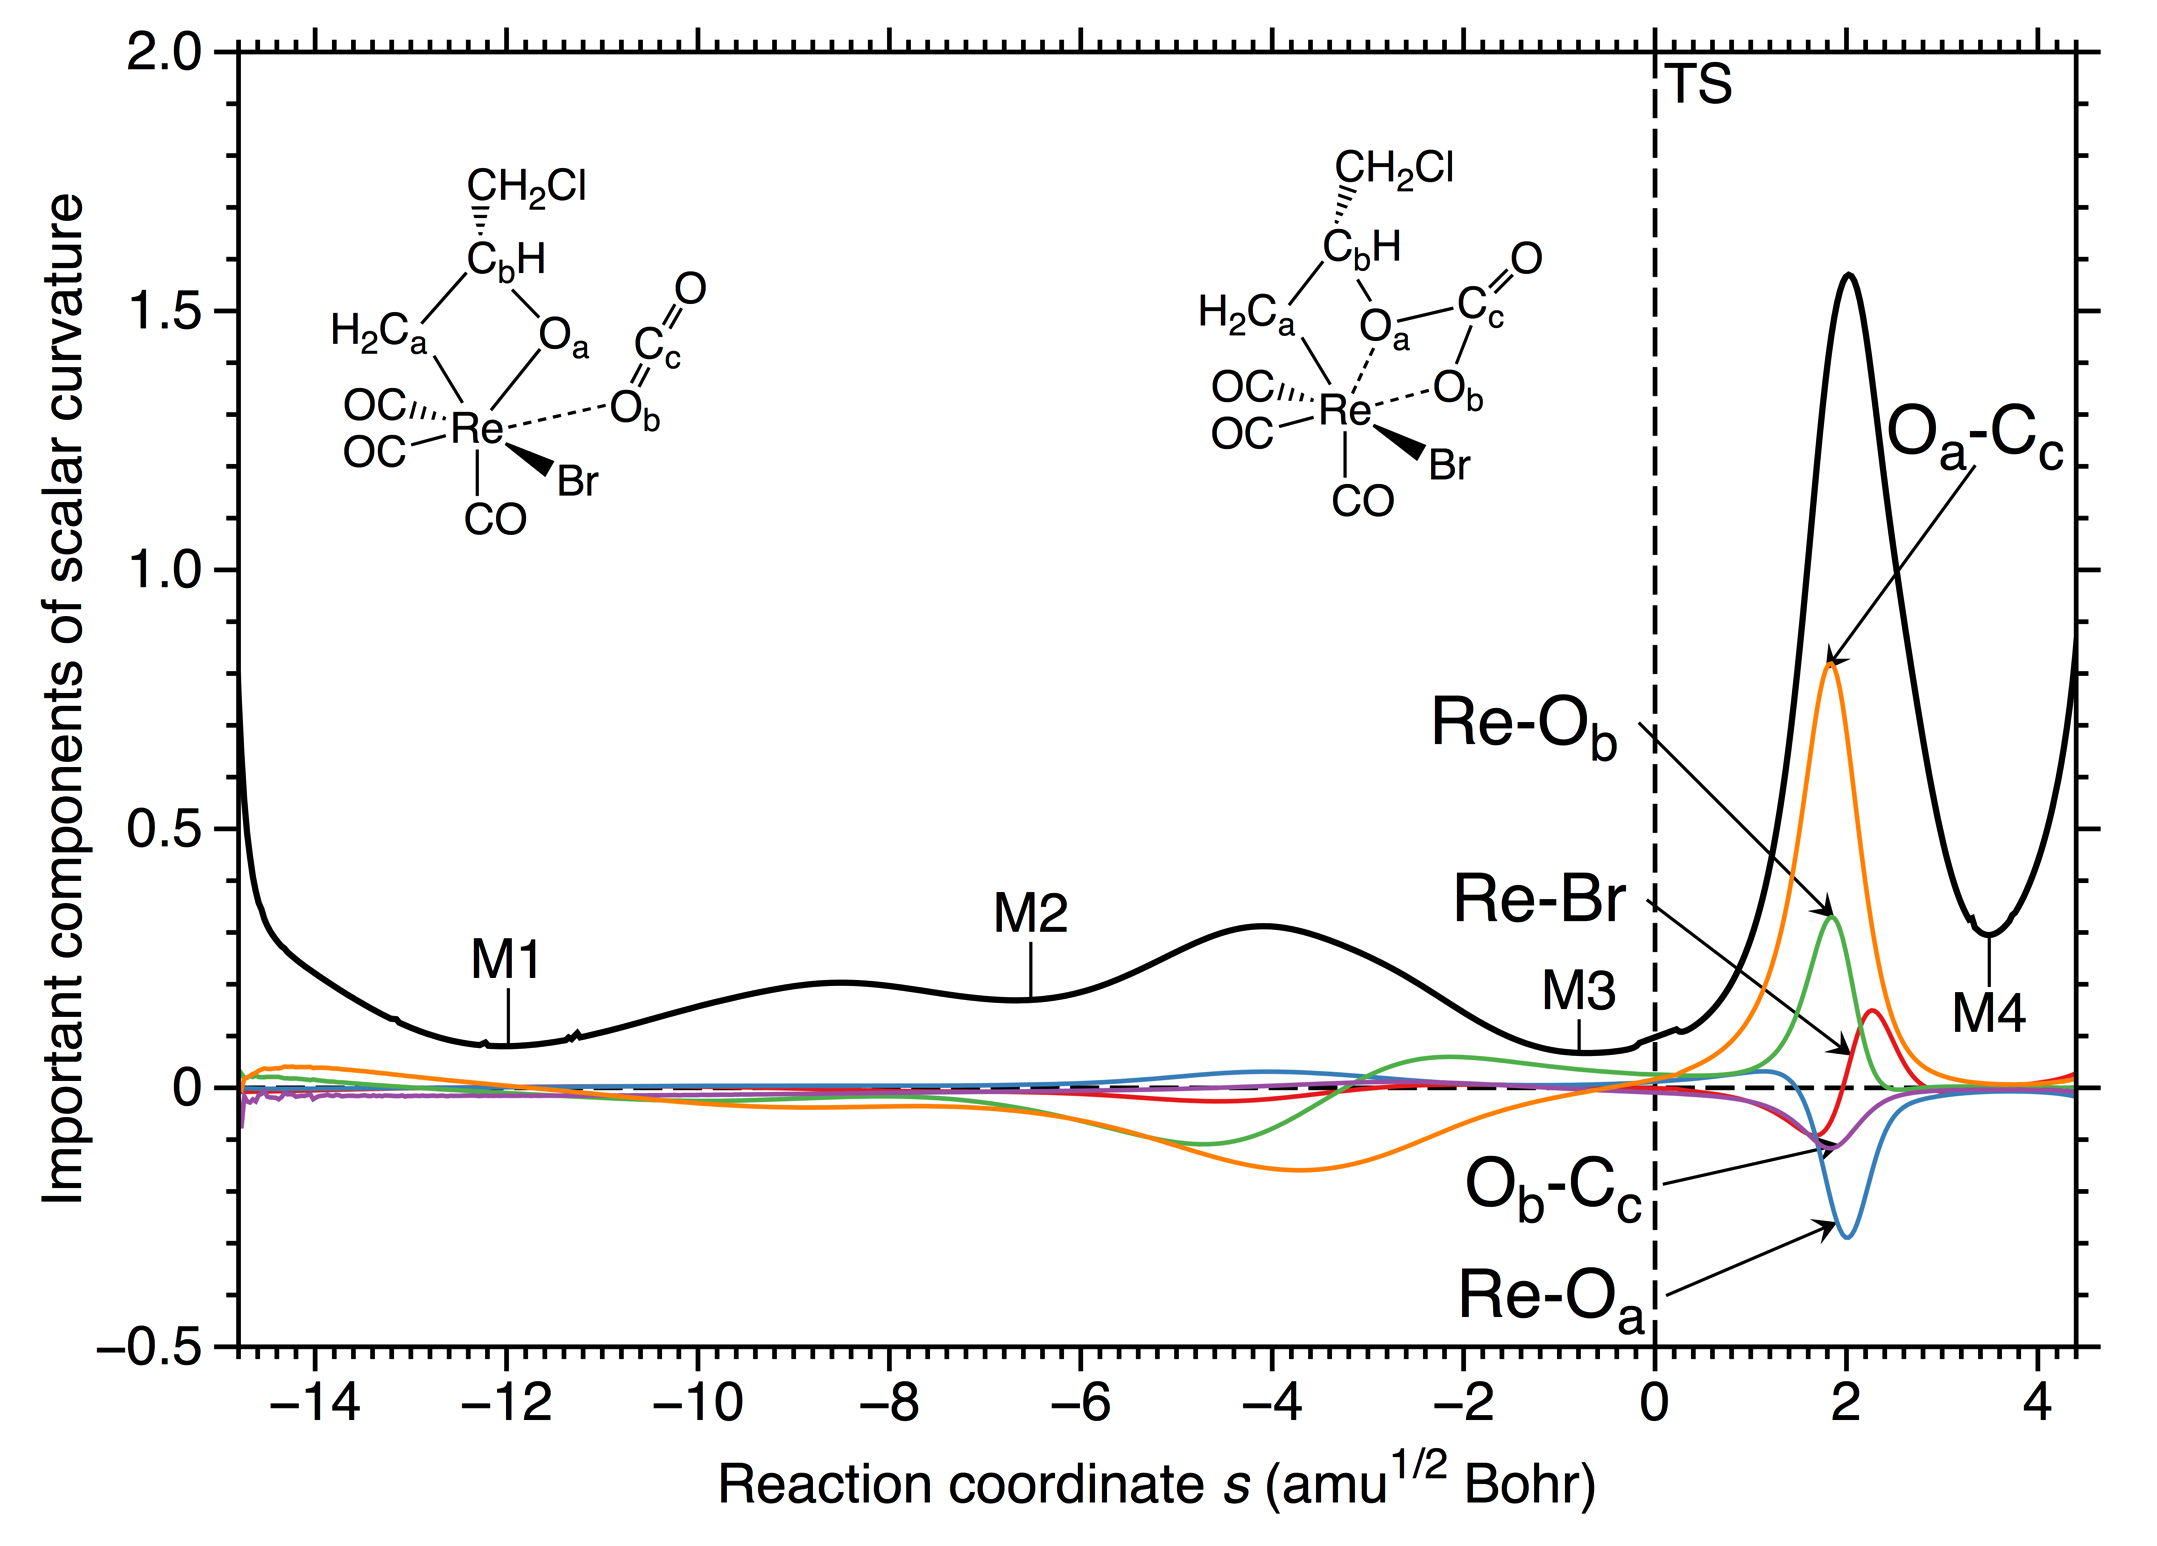 2.0
1.5
1.0
0.5
0
−0.5
Important components of scalar curvature
TS
CH2Cl
CbH
H2Ca
Oa
O
Cc
Ob
OC
OC
Re
Br
CO
CH2Cl
CbH
O
H2Ca
Oa
Cc
OC
OC
Re
Ob
Br
CO
Oa-Cc
Re-Ob
Re-Br
M1
M2
M3
M4
Ob-Cc
Re-Oa
−14 −12 −10 −8 −6 −4 −2 0 2 4
Reaction coordinate s (amu1/2 Bohr)